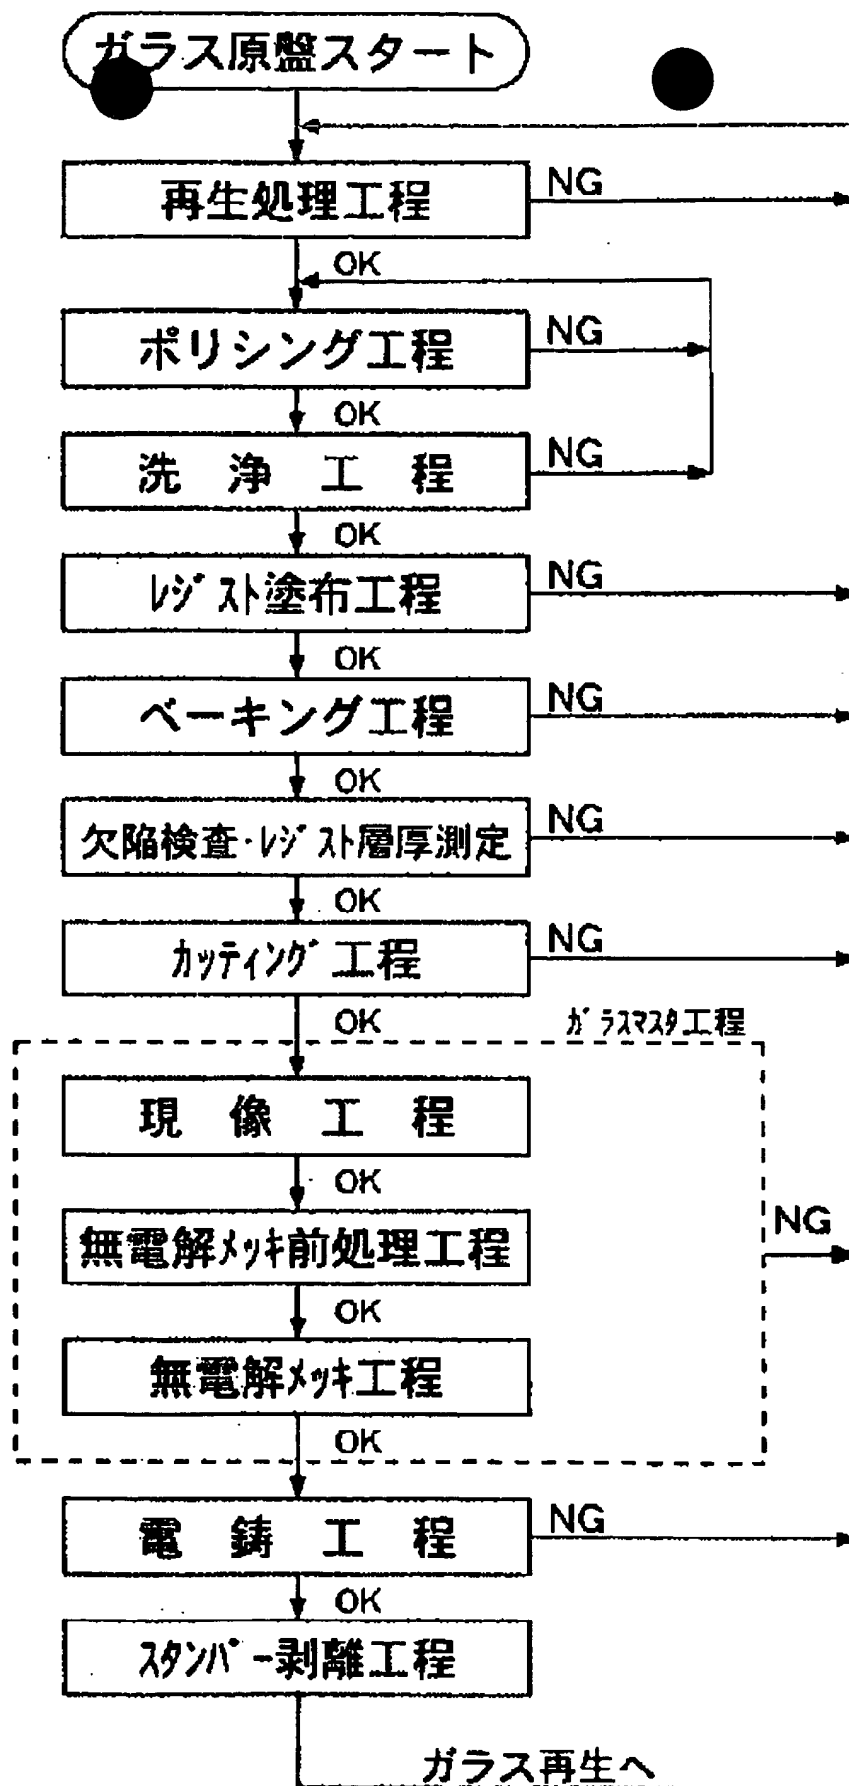 ガラス原盤スタート
再生処理工程 NG
OK
ポリシング工程 NG
OK
洗浄工程 NG
OK
レジスト塗布工程 NG
OK
ベーキング工程 NG
OK
欠陥検査・レジスト層厚測定 NG
OK
カッティング工程 NG
OK
ガラスマスタ工程
現像工程
OK
無電解メッキ前処理工程
NG
OK
無電解メッキ工程
OK
電鋳工程 NG
OK
スタンパー剥離工程
ガラス再生へ